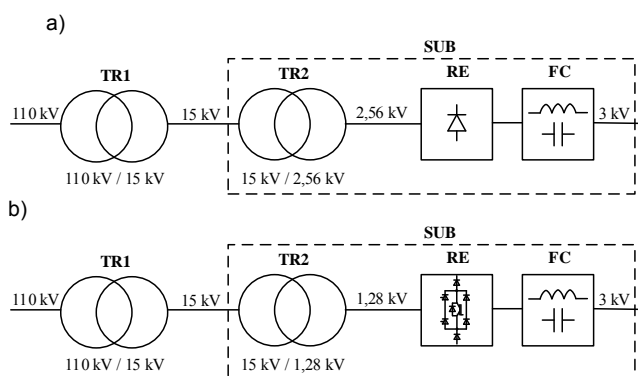 a)
SUB
TR1 TR2 RE FC
110 kV 15 kV 2,56 kV 3 kV
110 kV / 15 kV 15 kV / 2,56 kV
b)
SUB
TR1 TR2 RE FC
110 kV 15 kV 1,28 kV 3 kV
110 kV / 15 kV 15 kV / 1,28 kV